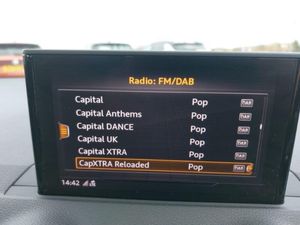 Radio: FM/DAB
Capital Pop DAB
Capital Anthems Pop DAB
Capital DANCE Pop DAB
Capital UK Pop DAB
Capital XTRA Pop DAB
CapXTRA Reloaded Pop DAB
14:42